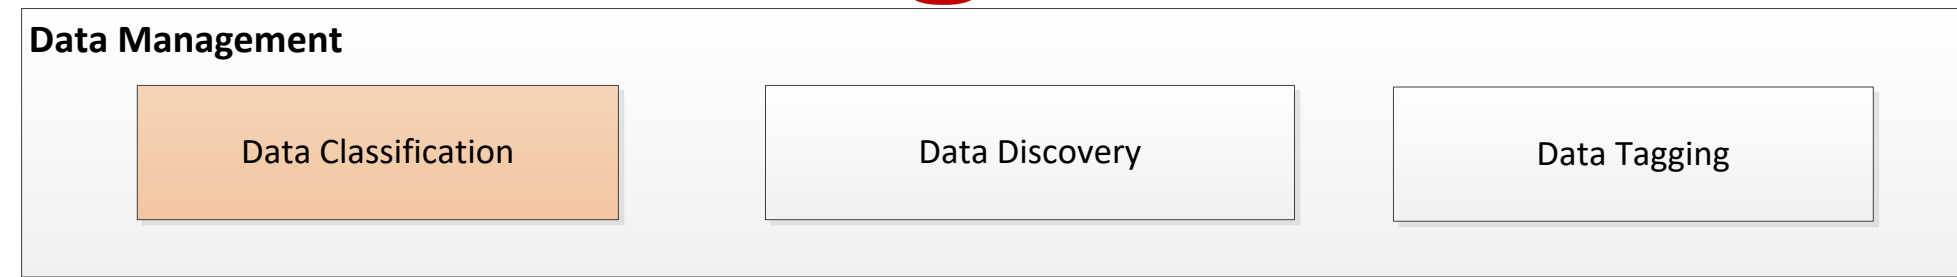 Data Management
Data Classification
Data Discovery
Data Tagging